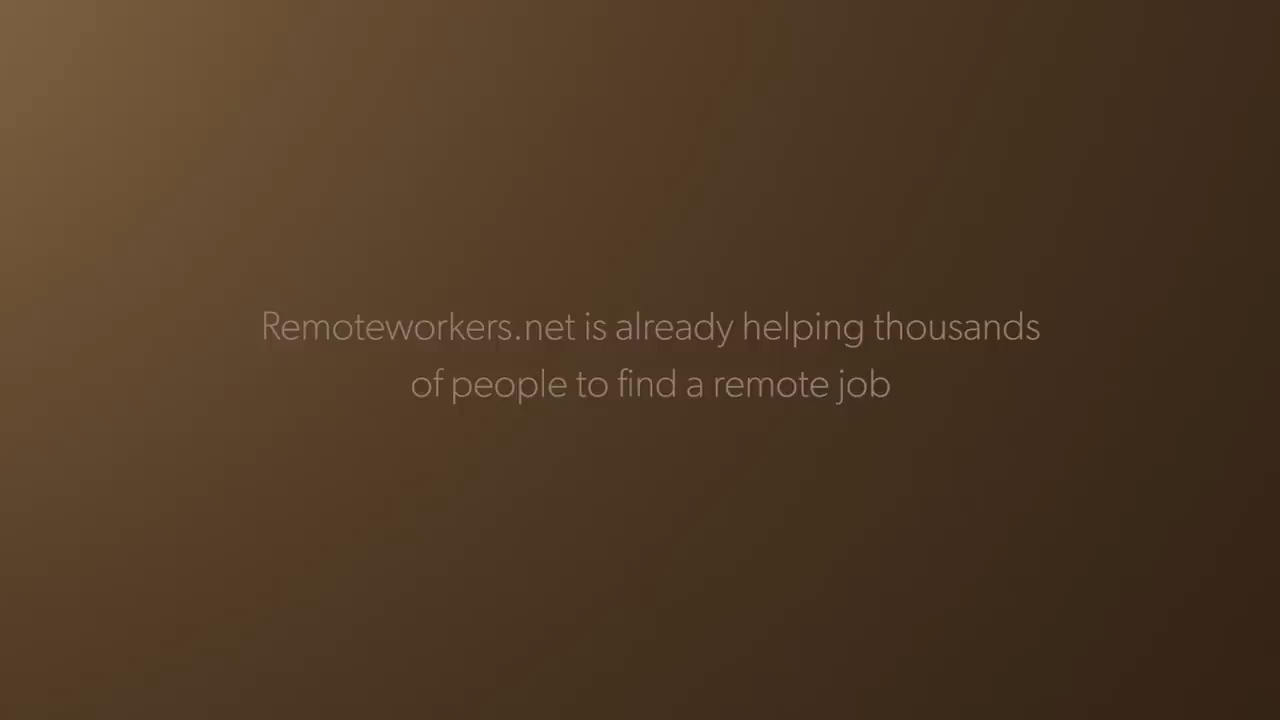 Remoteworkers.net is already helping thousands
of people to find a remote job